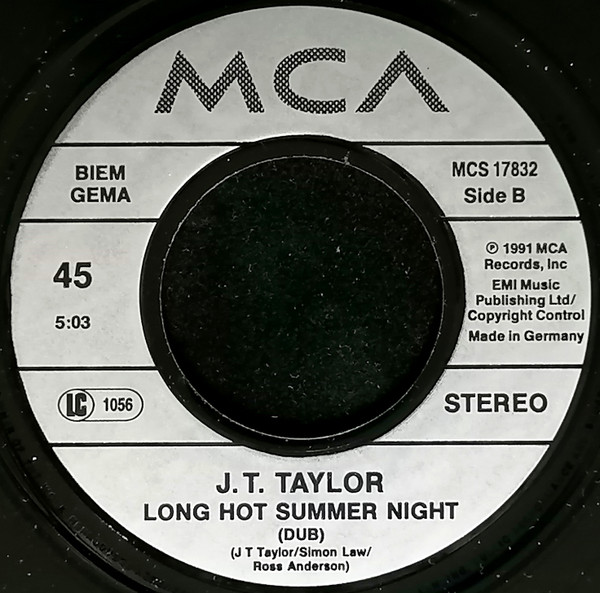 MCA
BIEM
GEMA
MCS 17832
Side B
45
5:03
℗ 1991 MCA
Records, Inc
EMI Music
Publishing Ltd/
Copyright Control
Made in Germany
LC 1056
STEREO
J.T. TAYLOR
LONG HOT SUMMER NIGHT
(DUB)
(J T Taylor/Simon Law/
Ross Anderson)